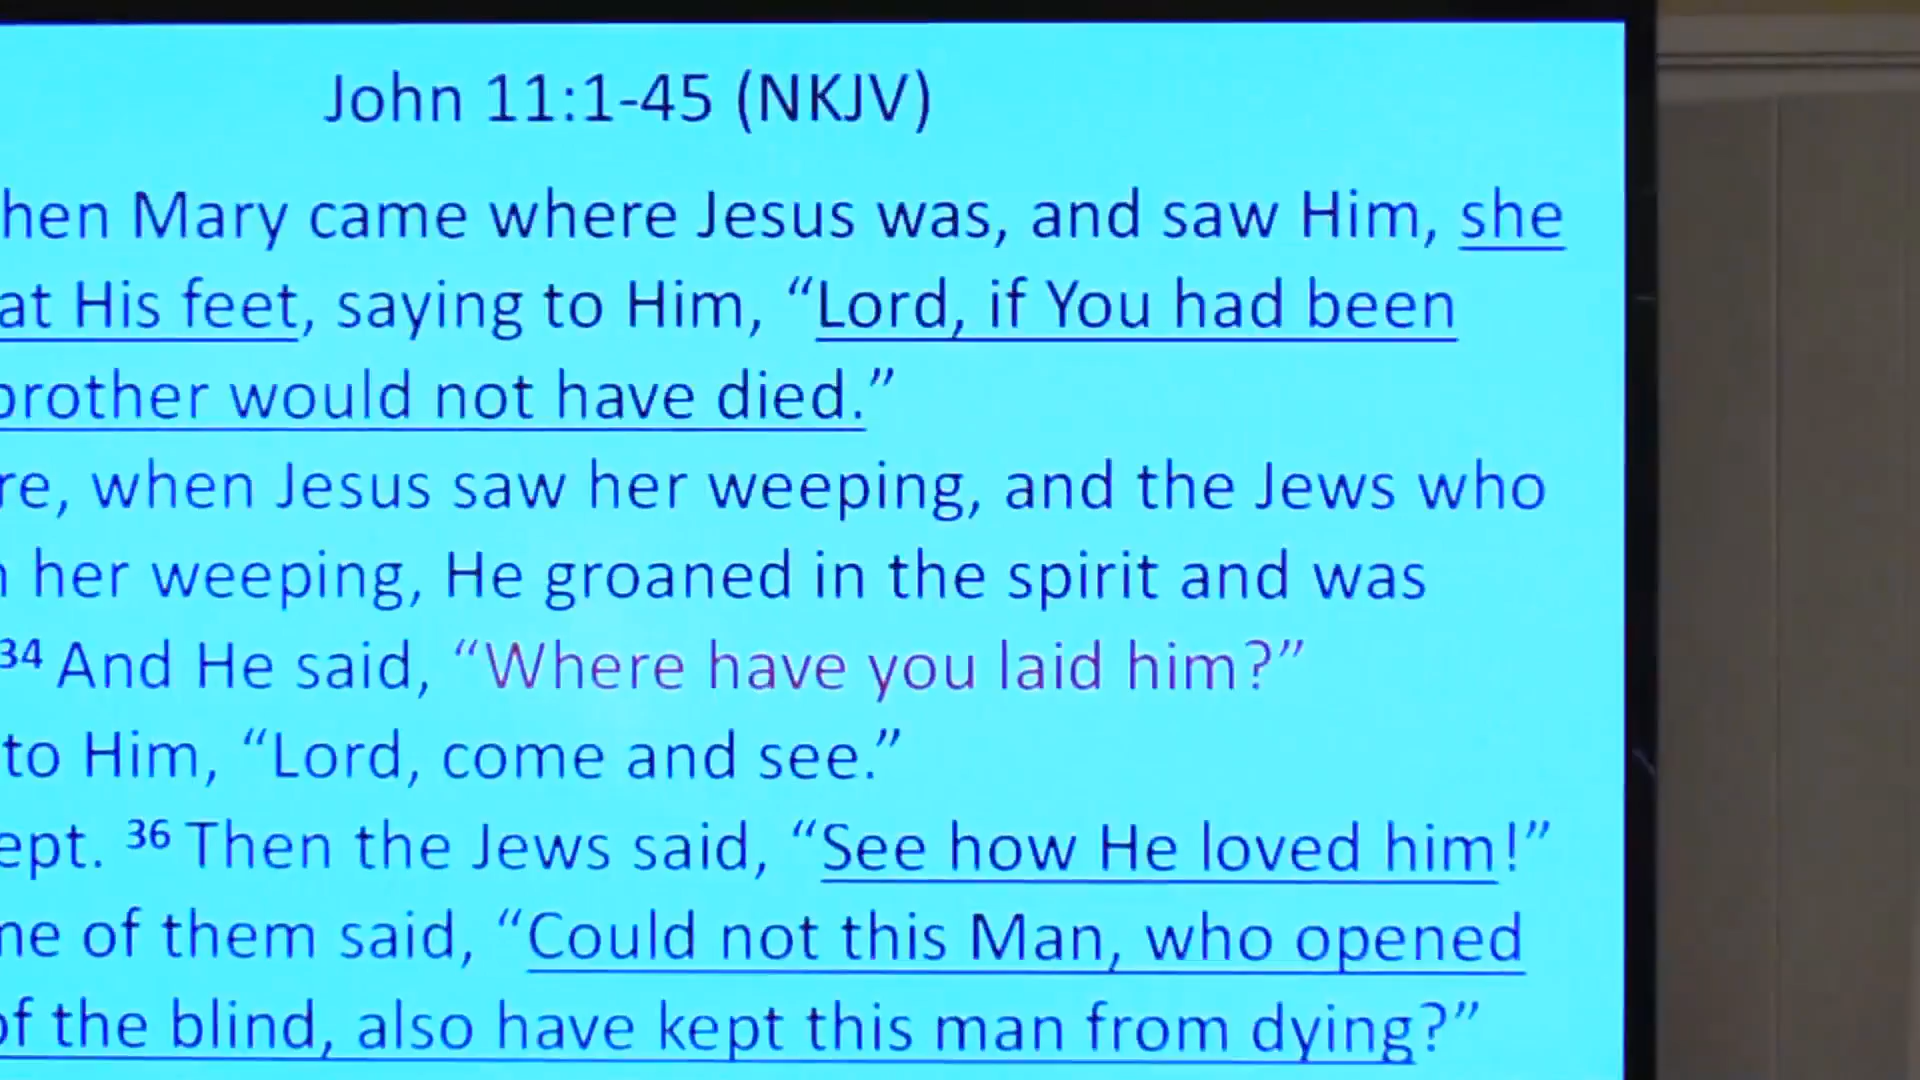 John 11:1-45 (NKJV)
hen Mary came where Jesus was, and saw Him, she
at His feet, saying to Him, “Lord, if You had been
brother would not have died.”
re, when Jesus saw her weeping, and the Jews who
her weeping, He groaned in the spirit and was
34 And He said, “Where have you laid him?”
to Him, “Lord, come and see.”
ept. 36 Then the Jews said, “See how He loved him!”
me of them said, “Could not this Man, who opened
of the blind, also have kept this man from dying?”